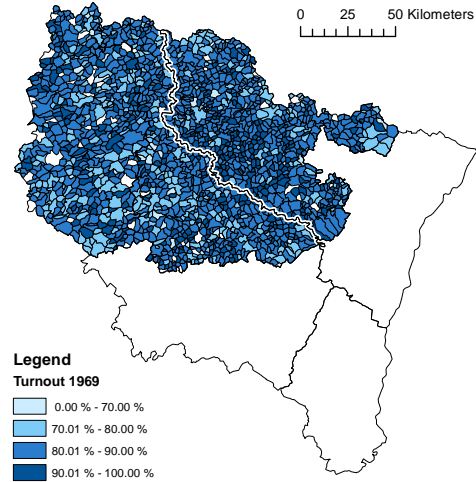 0 25 50 Kilometers
Legend
Turnout 1969
0.00 % - 70.00 %
70.01 % - 80.00 %
80.01 % - 90.00 %
90.01 % - 100.00 %